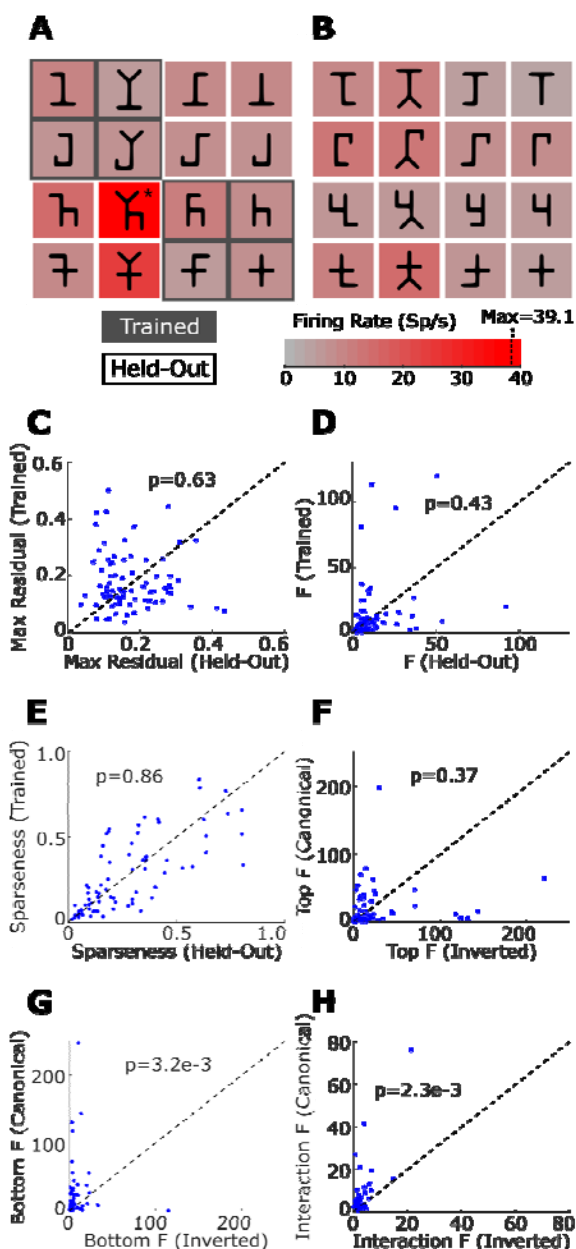 A
B
*
Trained
Held-Out
Firing Rate (Sp/s)
Max=39.1
0
10
20
30
40
C
D
0.6
0.4
0.2
0
0
0.2
0.4
0.6
p=0.63
Max Residual (Trained)
Max Residual (Held-Out)
100
50
0
0
50
100
p=0.43
F (Trained)
F (Held-Out)
E
F
1.0
0.5
0
0
0.5
1.0
p=0.86
Sparseness (Trained)
Sparseness (Held-Out)
200
100
0
0
100
200
p=0.37
Top F (Canonical)
Top F (Inverted)
G
H
200
100
0
0
100
200
p=3.2e-3
Bottom F (Canonical)
Bottom F (Inverted)
80
60
40
20
0
0
20
40
60
80
p=2.3e-3
Interaction F (Canonical)
Interaction F (Inverted)